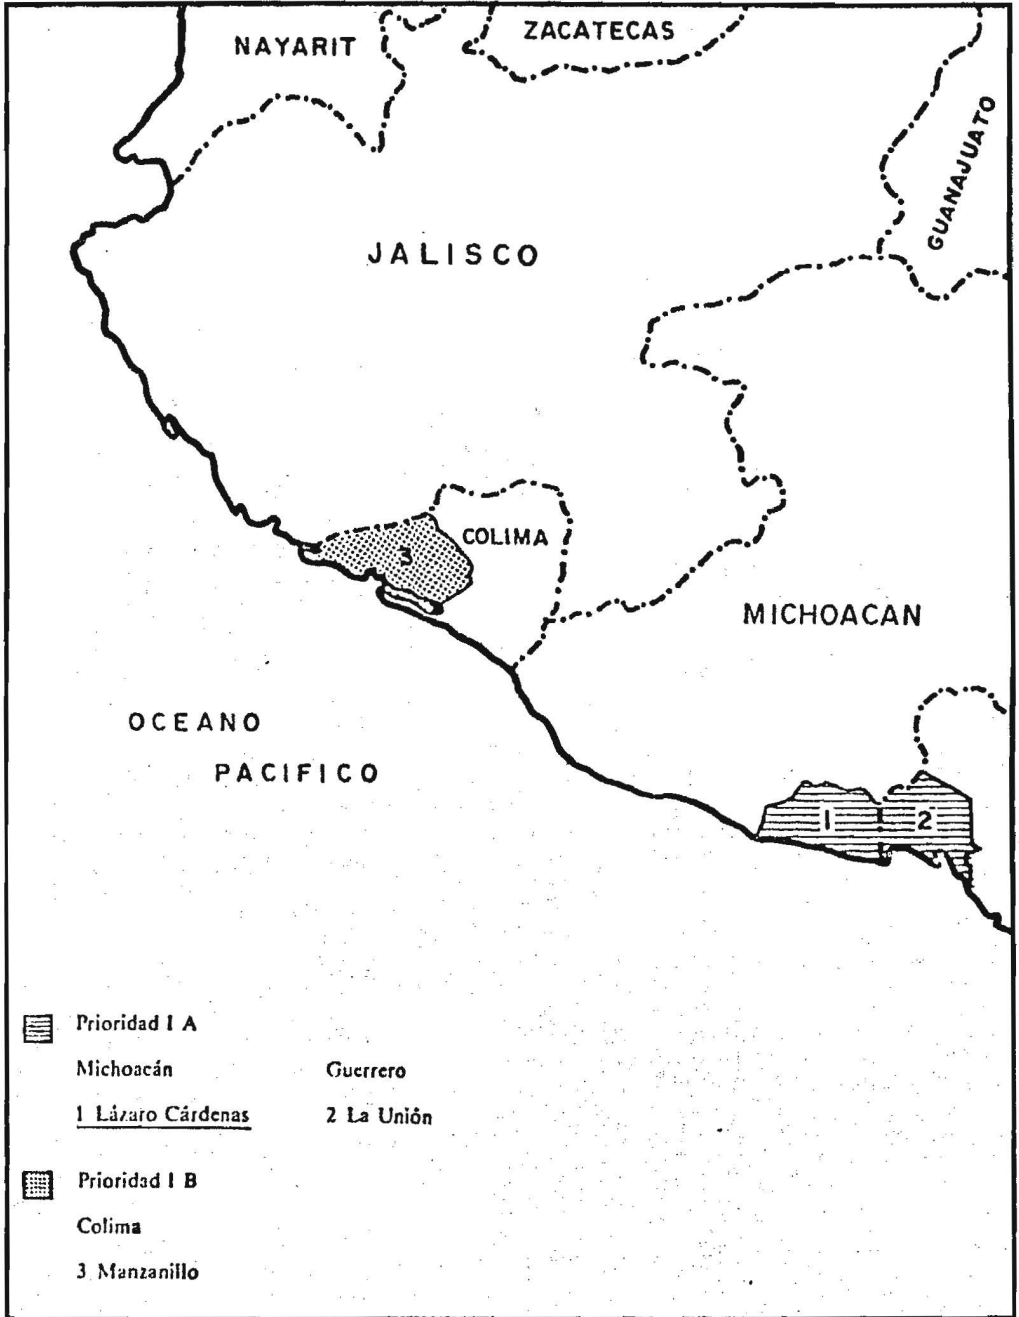 NAYARIT
ZACATECAS
GUANAJUATO
JALISCO
COLIMA
3
MICHOACAN
OCEANO
PACIFICO
1 2
Prioridad I A
Michoacán Guerrero
1 Lázaro Cárdenas 2 La Unión
Prioridad I B
Colima
3 Manzanillo